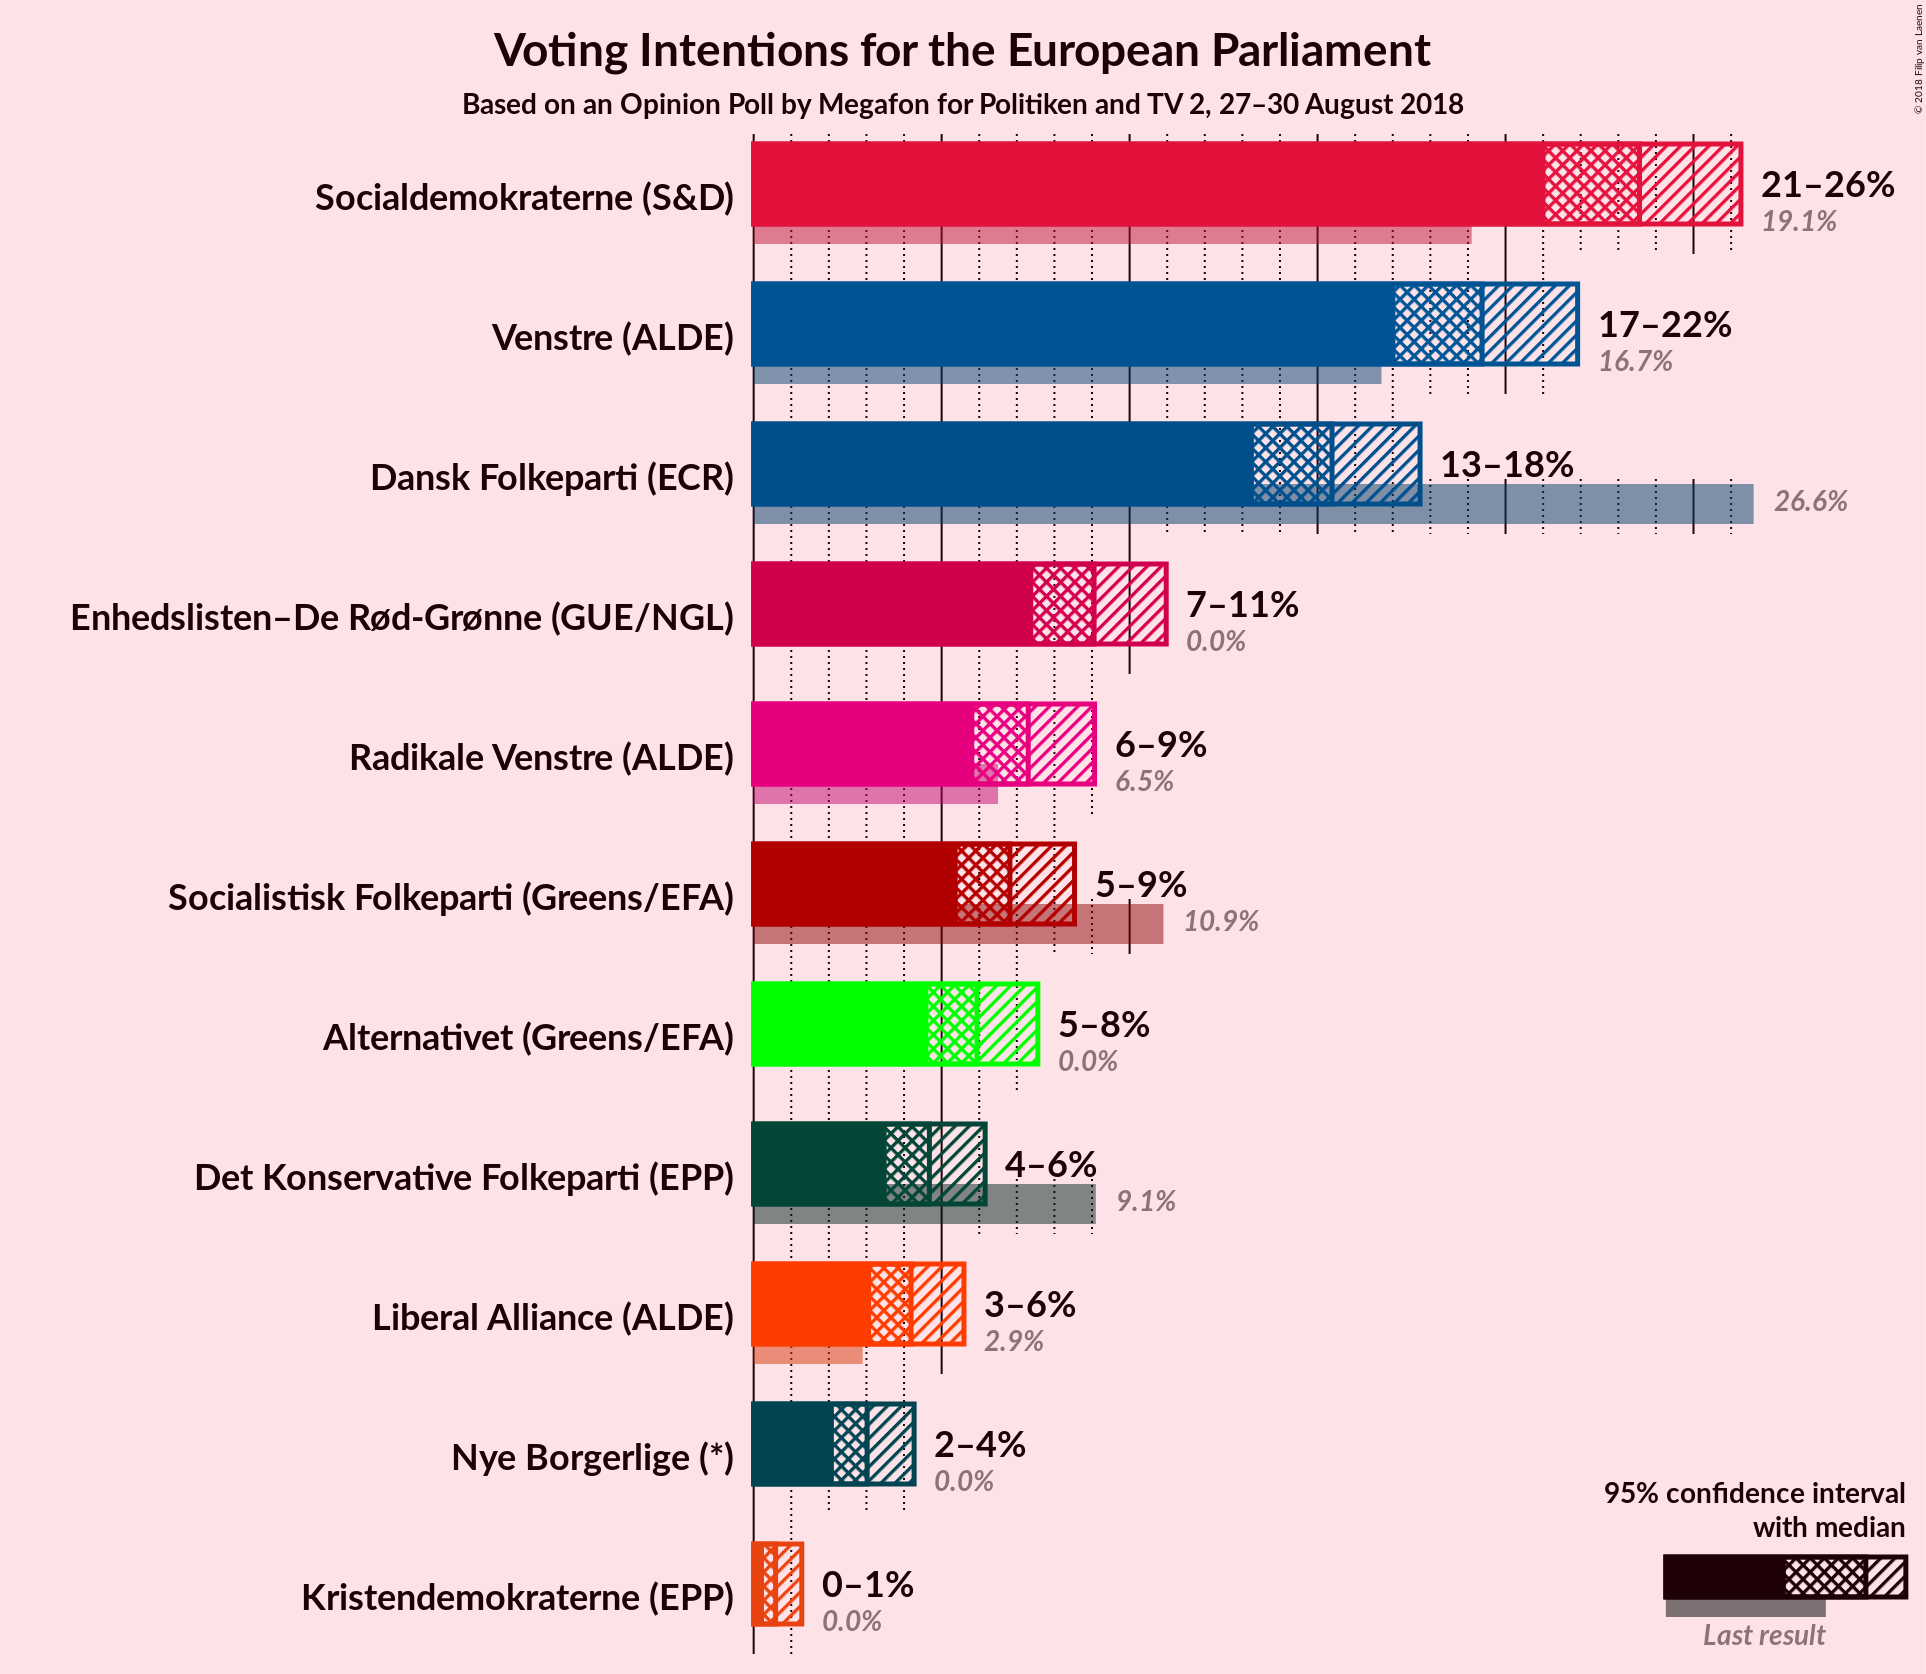 Voting Intentions for the European Parliament
Based on an Opinion Poll by Megafon for Politiken and TV 2, 27–30 August 2018
© 2018 Filip van Laenen
Socialdemokraterne (S&D)
21–26%
19.1%
Venstre (ALDE)
17–22%
16.7%
Dansk Folkeparti (ECR)
13–18%
26.6%
Enhedslisten–De Rød-Grønne (GUE/NGL)
7–11%
0.0%
Radikale Venstre (ALDE)
6–9%
6.5%
Socialistisk Folkeparti (Greens/EFA)
5–9%
10.9%
Alternativet (Greens/EFA)
5–8%
0.0%
Det Konservative Folkeparti (EPP)
4–6%
9.1%
Liberal Alliance (ALDE)
3–6%
2.9%
Nye Borgerlige (*)
2–4%
0.0%
Kristendemokraterne (EPP)
0–1%
0.0%
95% confidence interval
with median
Last result